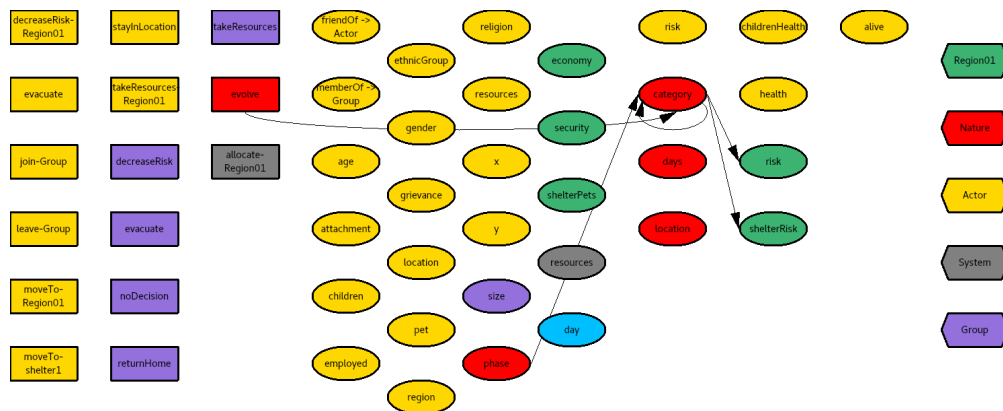 decreaseRisk-
Region01
stayInLocation
takeResources
friendOf ->
Actor
religion
risk
childrenHealth
alive
ethnicGroup
economy
Region01
evacuate
takeResources-
Region01
evolve
memberOf ->
Group
resources
category
health
gender
security
Nature
join-Group
decreaseRisk
allocate-
Region01
age
x
days
risk
grievance
shelterPets
Actor
leave-Group
evacuate
attachment
y
location
shelterRisk
location
resources
System
moveTo-
Region01
noDecision
children
size
pet
day
Group
moveTo-
shelter1
returnHome
employed
phase
region